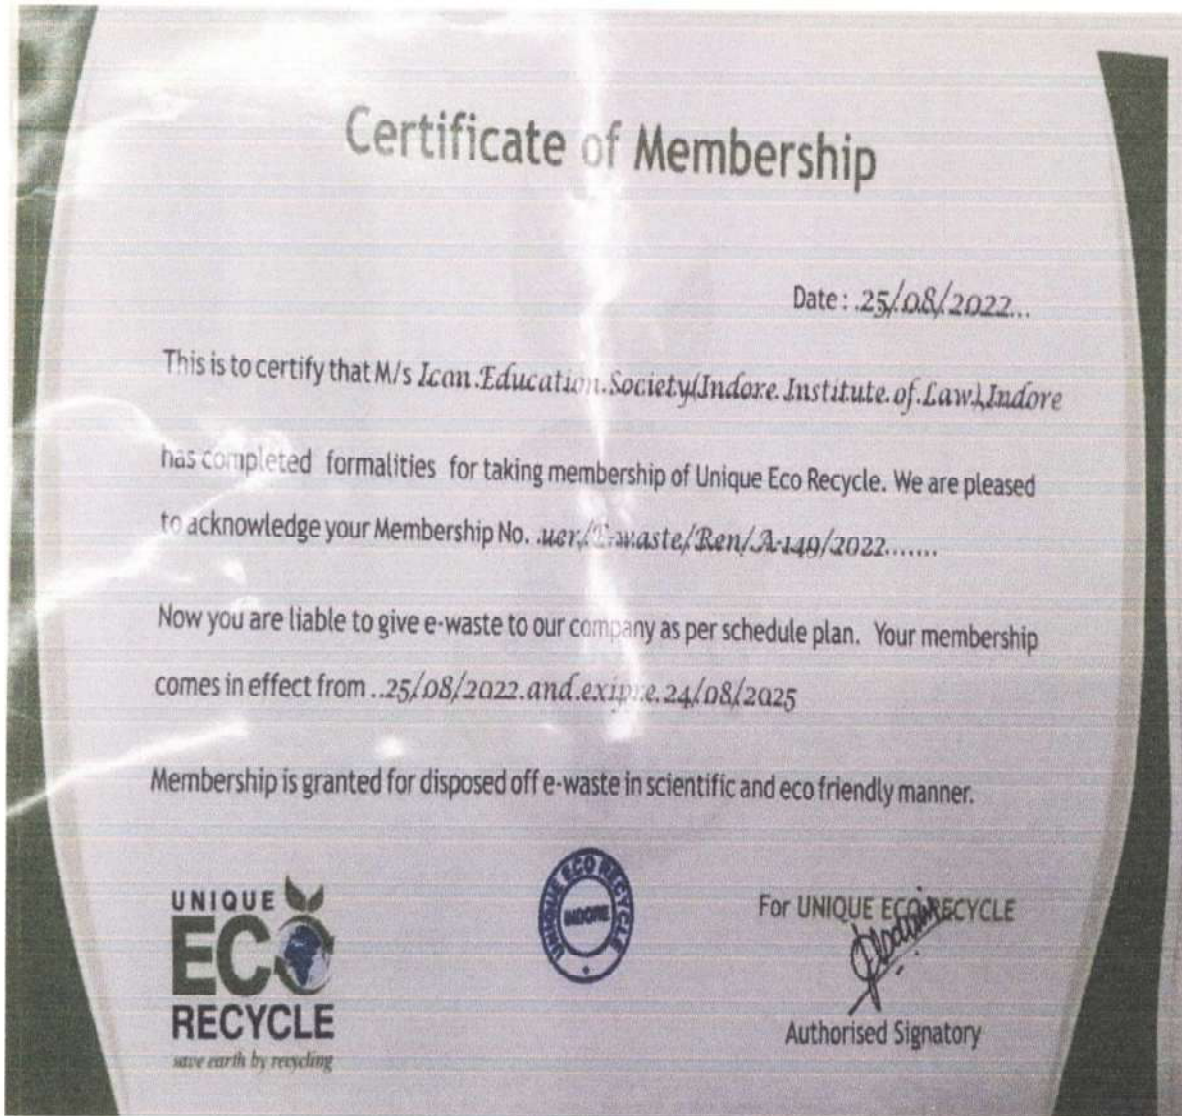 Certificate of Membership
Date : .25/08/2022...
This is to certify that M/s Icon.Education.Society(Indore.Institute.of.Law),Indore
has completed formalities for taking membership of Unique Eco Recycle. We are pleased
to acknowledge your Membership No. .uer/E-waste/Ren/A-149/2022.......
Now you are liable to give e-waste to our company as per schedule plan. Your membership
comes in effect from ..25/08/2022.and.exipre.24/08/2025
Membership is granted for disposed off e-waste in scientific and eco friendly manner.
UNIQUE
ECO
RECYCLE
save earth by recycling
UNIQUE ECO RECYCLE
INDORE
For UNIQUE ECO RECYCLE
Authorised Signatory